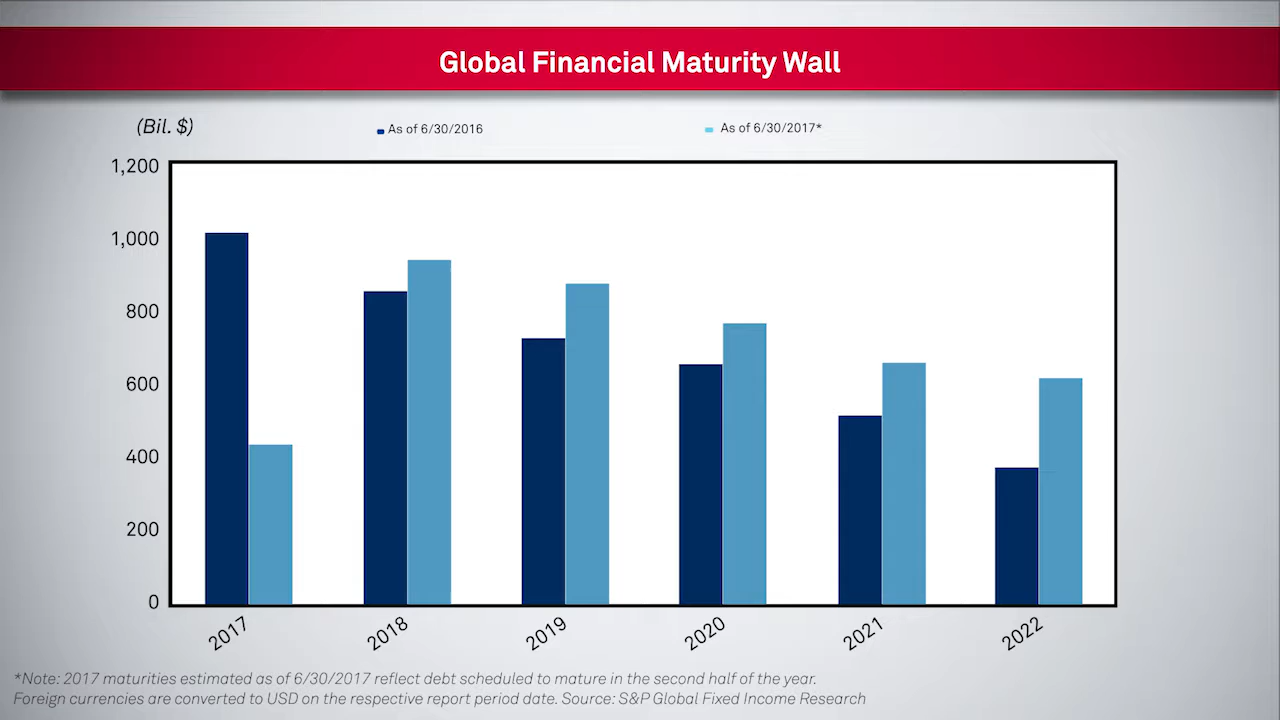 Global Financial Maturity Wall
(Bil. $)
As of 6/30/2016
As of 6/30/2017*
1,200
1,000
800
600
400
200
0
2017
2018
2019
2020
2021
2022
*Note: 2017 maturities estimated as of 6/30/2017 reflect debt scheduled to mature in the second half of the year.
Foreign currencies are converted to USD on the respective report period date. Source: S&P Global Fixed Income Research